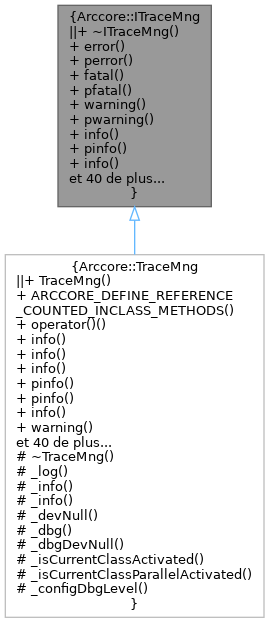 {Arccore::ITraceMng
||+ ~ITraceMng()
+ error()
+ perror()
+ fatal()
+ pfatal()
+ warning()
+ pwarning()
+ info()
+ pinfo()
+ info()
et 40 de plus...
}
{Arccore::TraceMng
||+ TraceMng()
+ ARCCORE_DEFINE_REFERENCE
_COUNTED_INCLASS_METHODS()
+ operator()()
+ info()
+ info()
+ info()
+ pinfo()
+ pinfo()
+ info()
+ warning()
et 40 de plus...
# ~TraceMng()
# _log()
# _info()
# _info()
# _devNull()
# _dbg()
# _dbgDevNull()
# _isCurrentClassActivated()
# _isCurrentClassParallelActivated()
# _configDbgLevel()
}